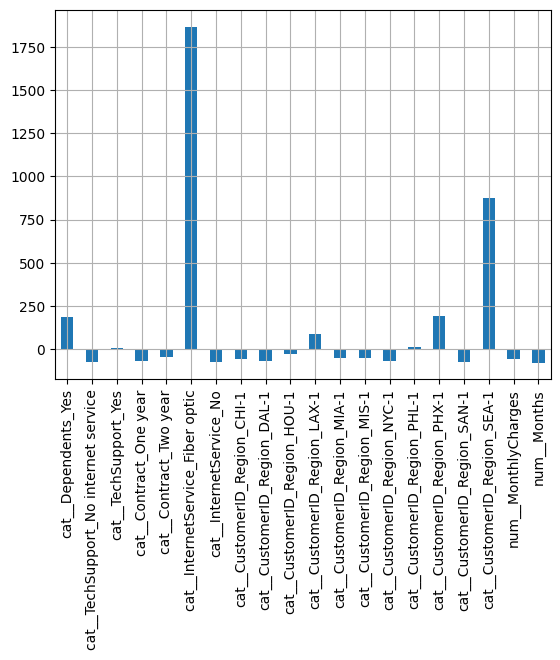 1750
1500
1250
1000
750
500
250
0
cat__Dependents_Yes
cat__TechSupport_No internet service
cat__TechSupport_Yes
cat__Contract_One year
cat__Contract_Two year
cat__InternetService_Fiber optic
cat__InternetService_No
cat__CustomerID_Region_CHI-1
cat__CustomerID_Region_DAL-1
cat__CustomerID_Region_HOU-1
cat__CustomerID_Region_LAX-1
cat__CustomerID_Region_MIA-1
cat__CustomerID_Region_MIS-1
cat__CustomerID_Region_NYC-1
cat__CustomerID_Region_PHL-1
cat__CustomerID_Region_PHX-1
cat__CustomerID_Region_SAN-1
cat__CustomerID_Region_SEA-1
num__MonthlyCharges
num__Months